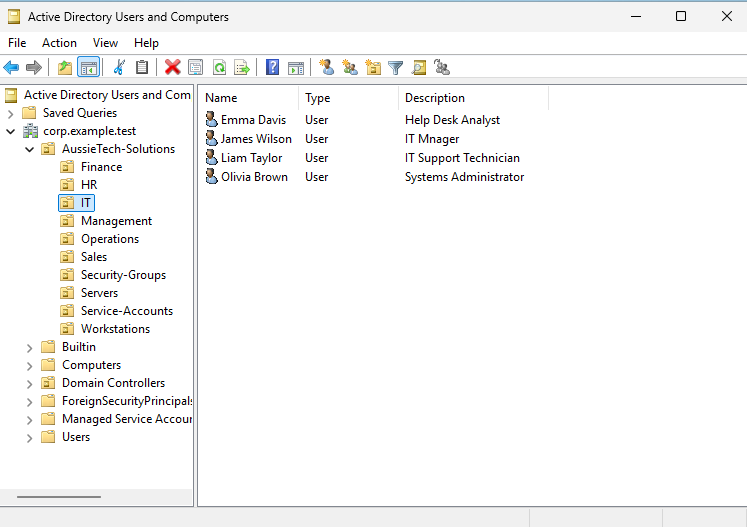 Active Directory Users and Computers
File Action View Help
Active Directory Users and Com
Saved Queries
corp.example.test
AussieTech-Solutions
Finance
HR
IT
Management
Operations
Sales
Security-Groups
Servers
Service-Accounts
Workstations
Builtin
Computers
Domain Controllers
ForeignSecurityPrincipals
Managed Service Accour
Users
Name Type Description
Emma Davis User Help Desk Analyst
James Wilson User IT Mnager
Liam Taylor User IT Support Technician
Olivia Brown User Systems Administrator